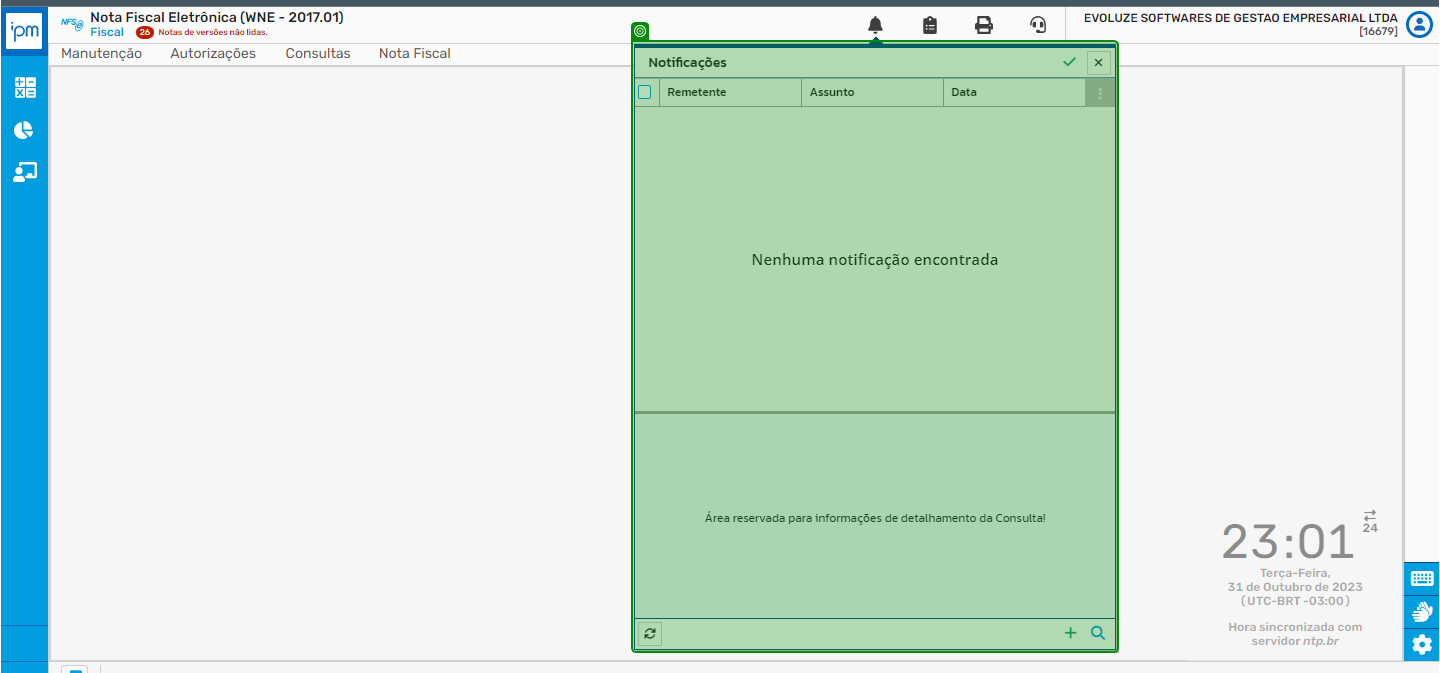 ipm
NFS@
Nota Fiscal Eletrônica (WNE - 2017.01)
Fiscal 26 Notas de versões não lidas.
EVOLUZE SOFTWARES DE GESTAO EMPRESARIAL LTDA
[16679]
Manutenção Autorizações Consultas Nota Fiscal
Notificações
Remetente Assunto Data
Nenhuma notificação encontrada
Área reservada para informações de detalhamento da Consulta!
23:01
24
Terça-Feira,
31 de Outubro de 2023
(UTC-BRT -03:00)
Hora sincronizada com
servidor ntp.br